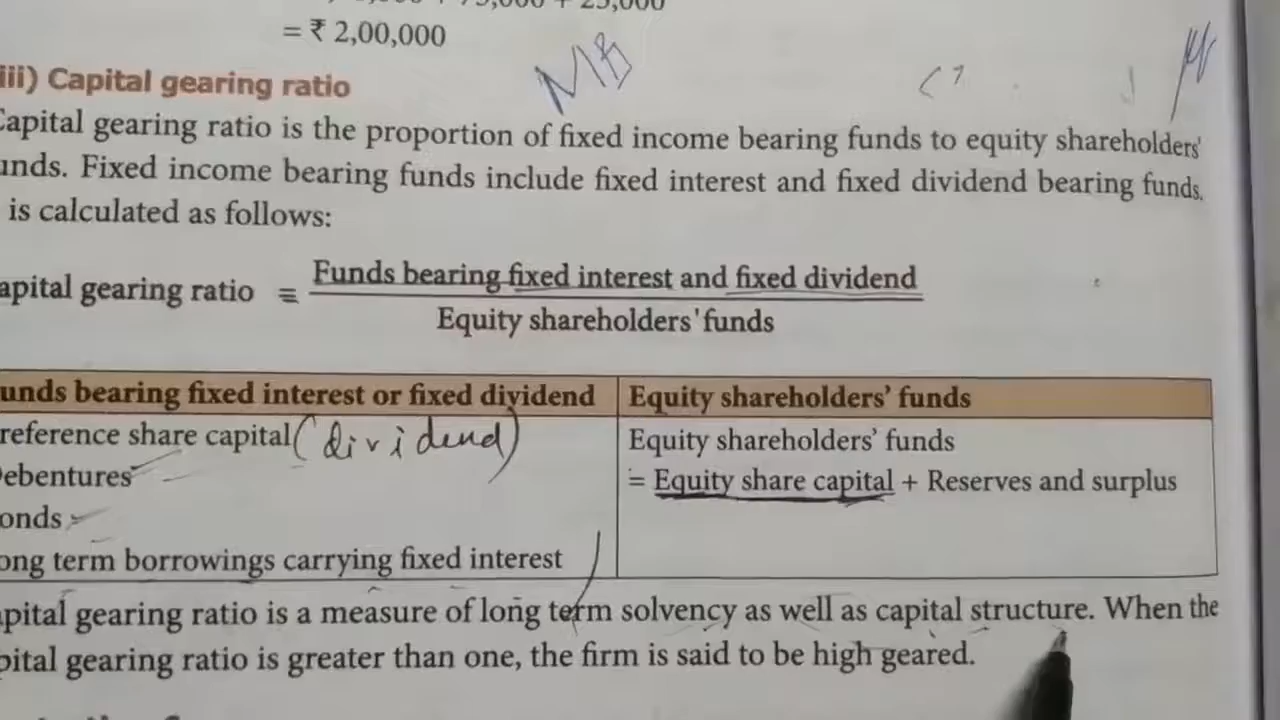 = ₹ 2,00,000
MB
iii) Capital gearing ratio
Capital gearing ratio is the proportion of fixed income bearing funds to equity shareholders'
unds. Fixed income bearing funds include fixed interest and fixed dividend bearing funds.
is calculated as follows:
apital gearing ratio = Funds bearing fixed interest and fixed dividend
Equity shareholders' funds
unds bearing fixed interest or fixed dividend
Equity shareholders' funds
reference share capital (dividend)
Equity shareholders' funds
ebentures
= Equity share capital + Reserves and surplus
onds
ong term borrowings carrying fixed interest
pital gearing ratio is a measure of long term solvency as well as capital structure. When the
pital gearing ratio is greater than one, the firm is said to be high geared.